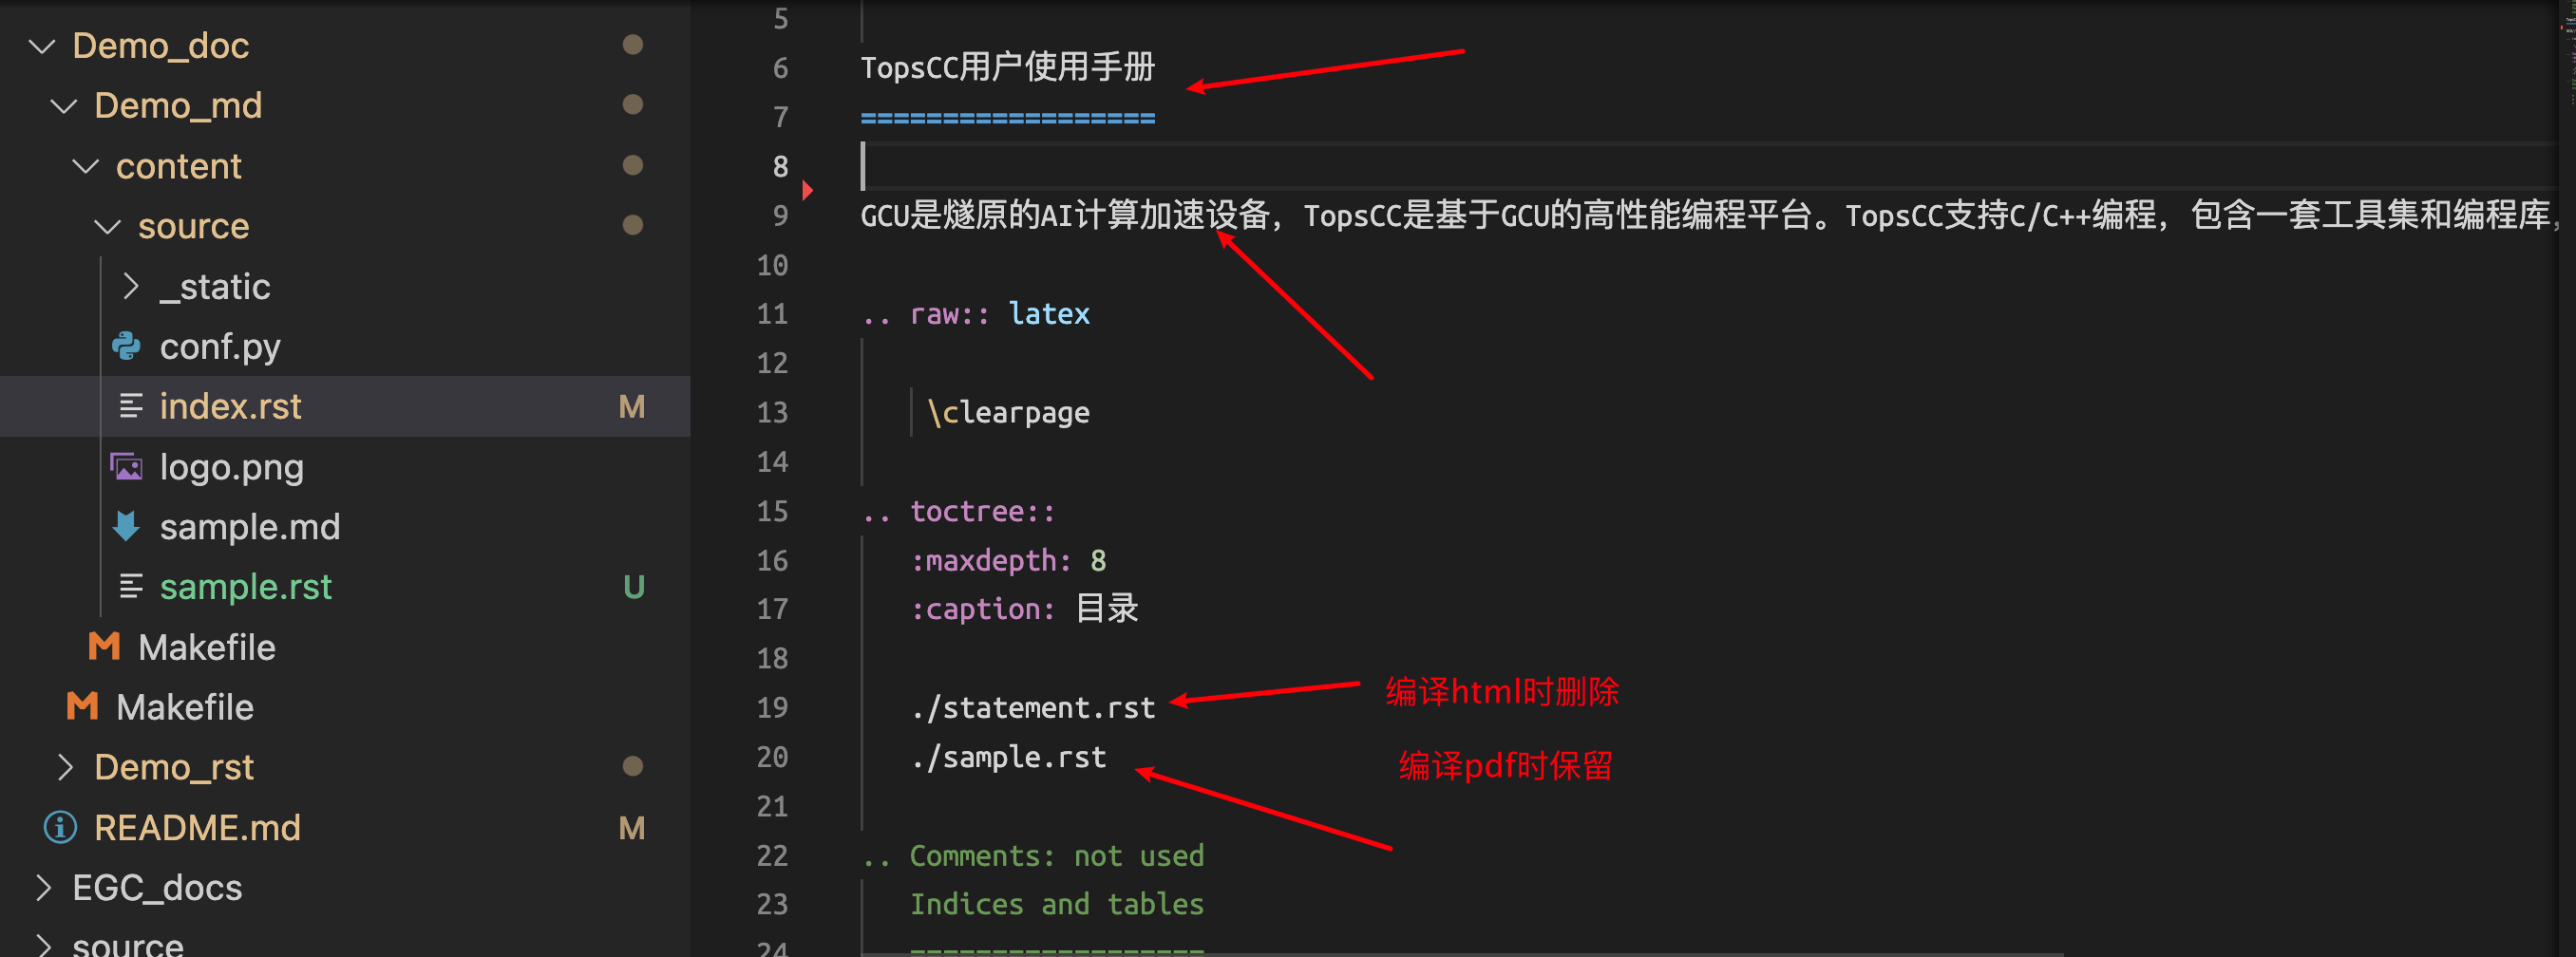 Demo_doc
Demo_md
content
source
_static
conf.py
index.rst M
logo.png
sample.md
sample.rst U
Makefile
Makefile
Demo_rst
README.md M
EGC_docs
source
5
6 TopsCC用户使用手册
7 ==================
8
9 GCU是燧原的AI计算加速设备，TopsCC是基于GCU的高性能编程平台。TopsCC支持C/C++编程，包含一套工具集和编程库，
10
11 .. raw:: latex
12
13 \clearpage
14
15 .. toctree::
16 :maxdepth: 8
17 :caption: 目录
18
19 ./statement.rst
编译html时删除
20 ./sample.rst
编译pdf时保留
21
22 .. Comments: not used
23 Indices and tables
24 ==================